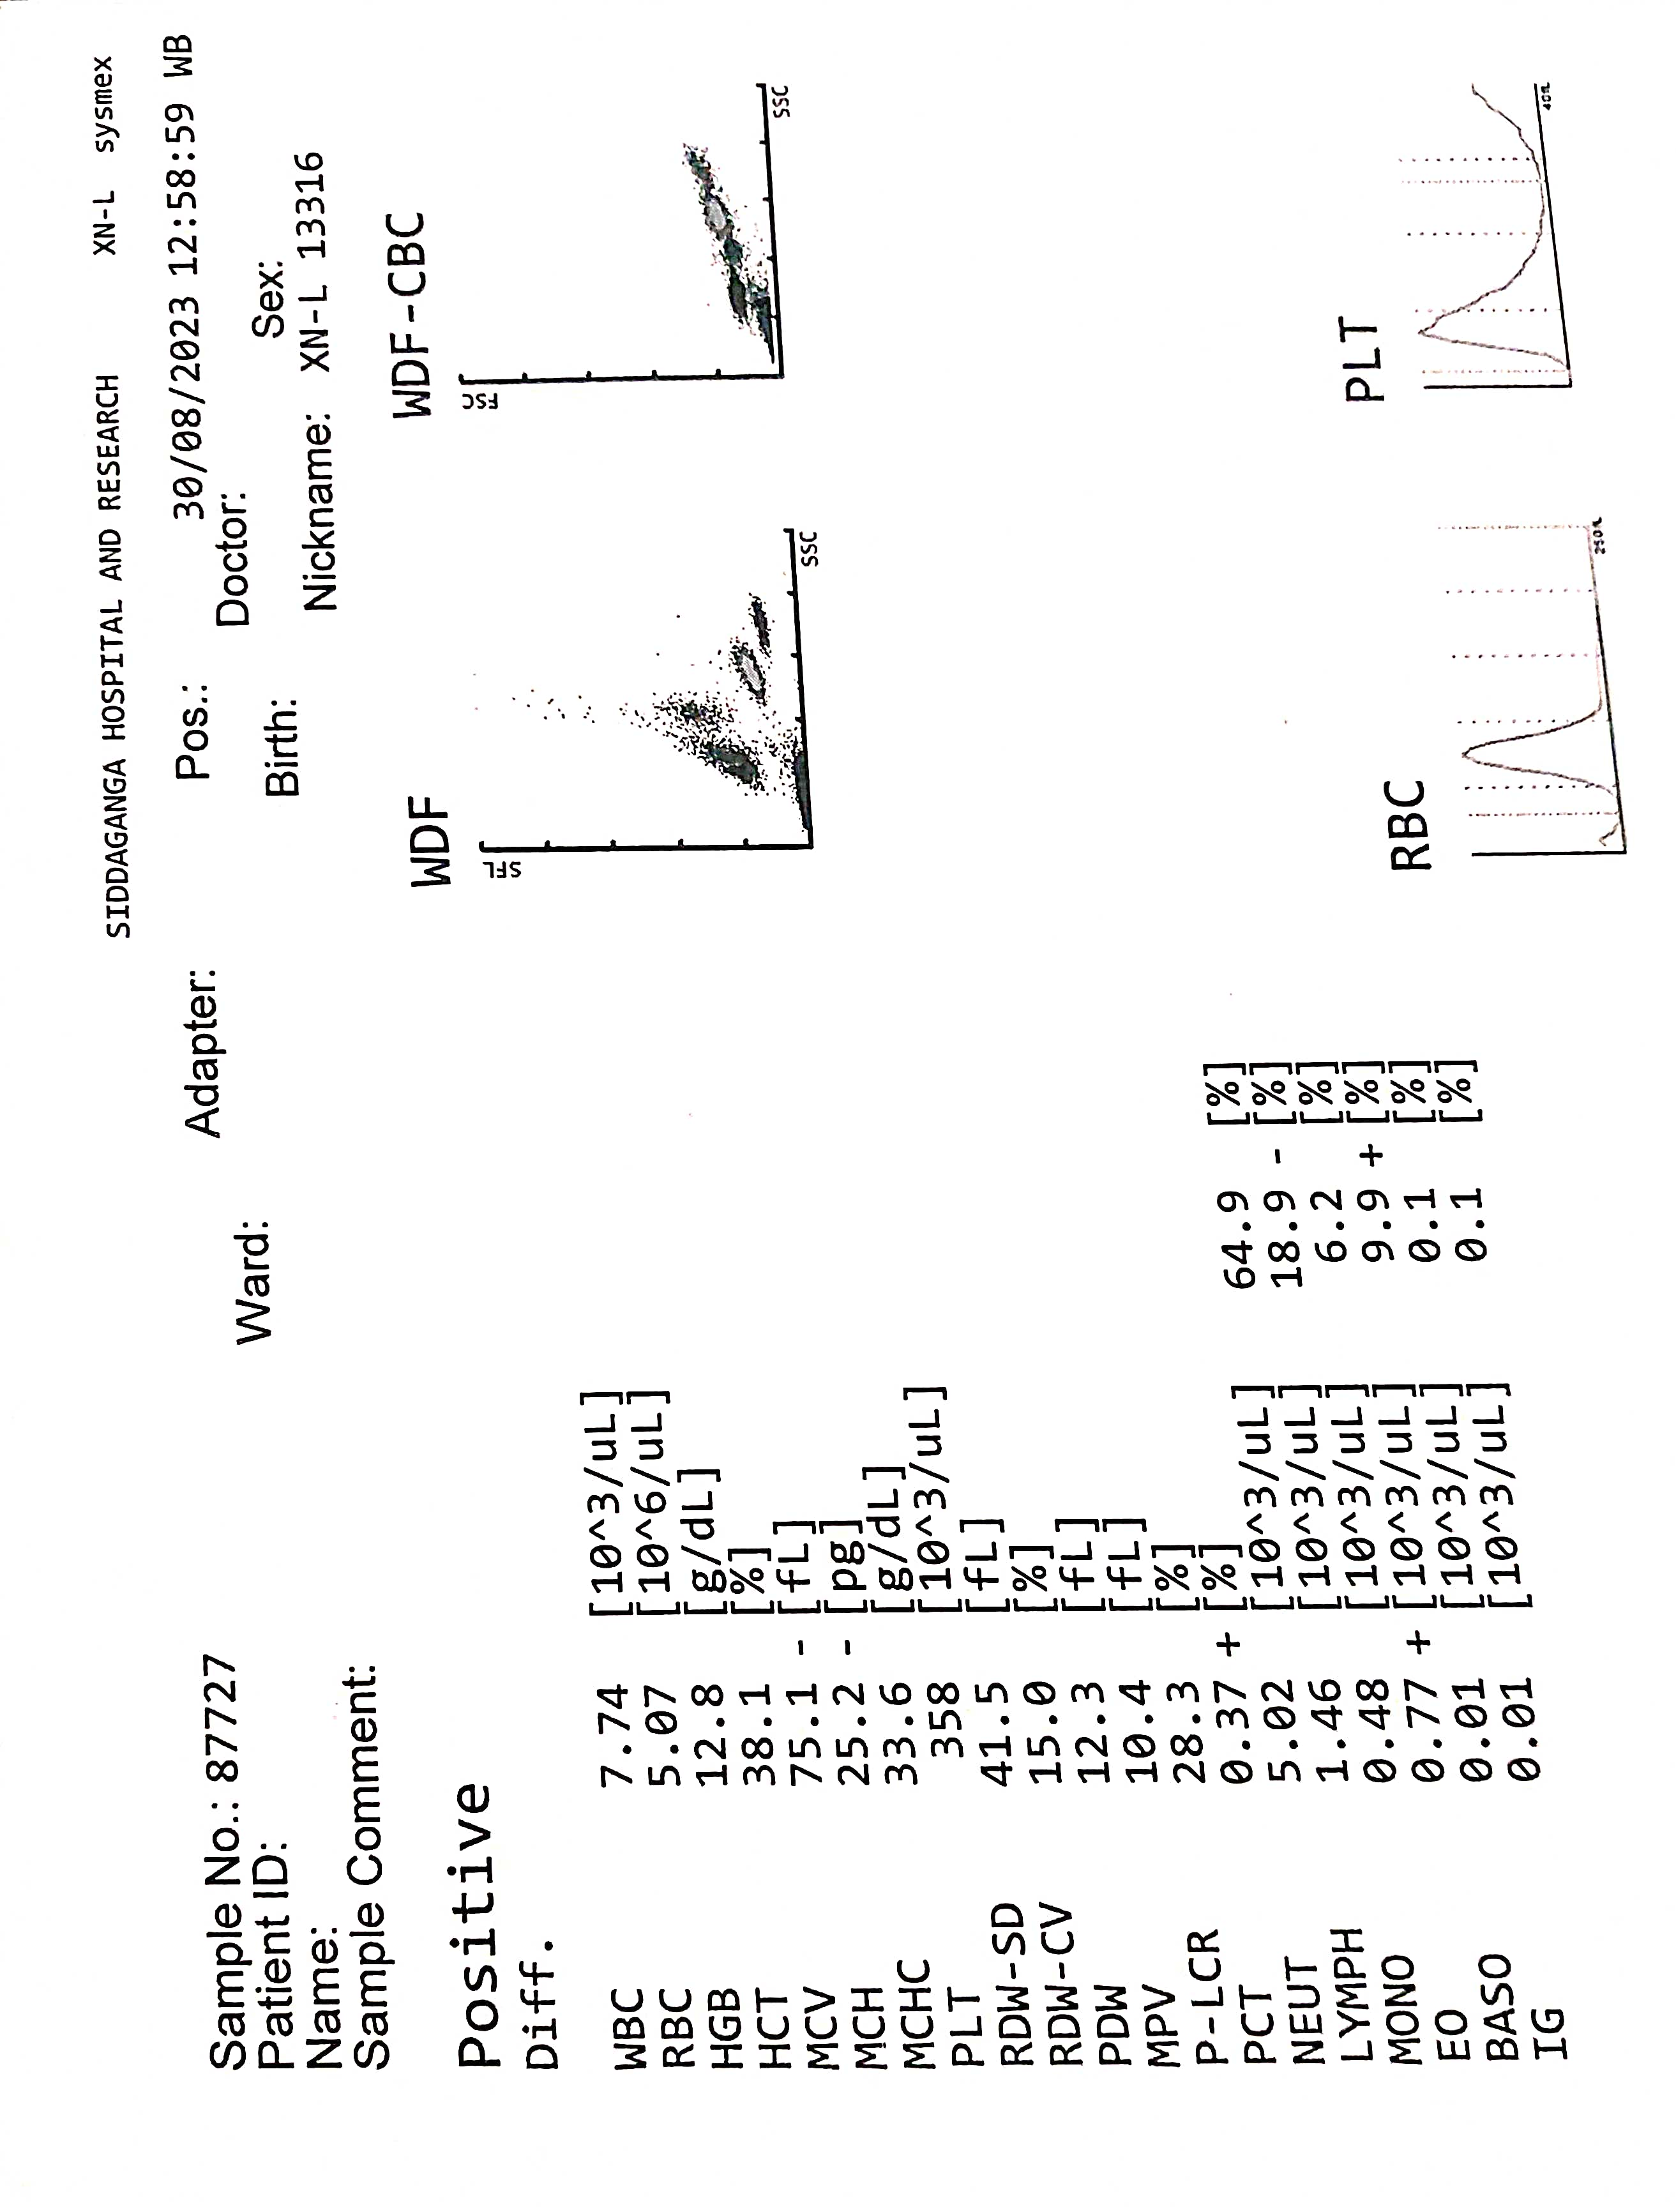 SIDDAGANGA HOSPITAL AND RESEARCH XN-L sysmex
Sample No.: 87727 Adapter: Pos.: 30/08/2023 12:58:59 WB
Patient ID: Ward: Doctor:
Name: Birth: Sex:
Sample Comment: Nickname: XN-L 13316
Positive
Diff.
WDF WDF-CBC
SFL SSC
FSC SSC
WBC 7.74 [10^3/uL]
RBC 5.07 [10^6/uL]
HGB 12.8 [g/dL]
HCT 38.1 [%]
MCV 75.1 - [fL]
MCH 25.2 - [pg]
MCHC 33.6 [g/dL]
PLT 358 [10^3/uL]
RDW-SD 41.5 [fL]
RDW-CV 15.0 [%]
PDW 12.3 [fL]
MPV 10.4 [fL]
P-LCR 28.3 [%]
PCT 0.37 + [%]
NEUT 5.02 [10^3/uL] 64.9 [%]
LYMPH 1.46 [10^3/uL] 18.9 - [%]
MONO 0.48 [10^3/uL] 6.2 [%]
EO 0.77 + [10^3/uL] 9.9 + [%]
BASO 0.01 [10^3/uL] 0.1 [%]
IG 0.01 [10^3/uL] 0.1 [%]
RBC PLT
250fL 40fL